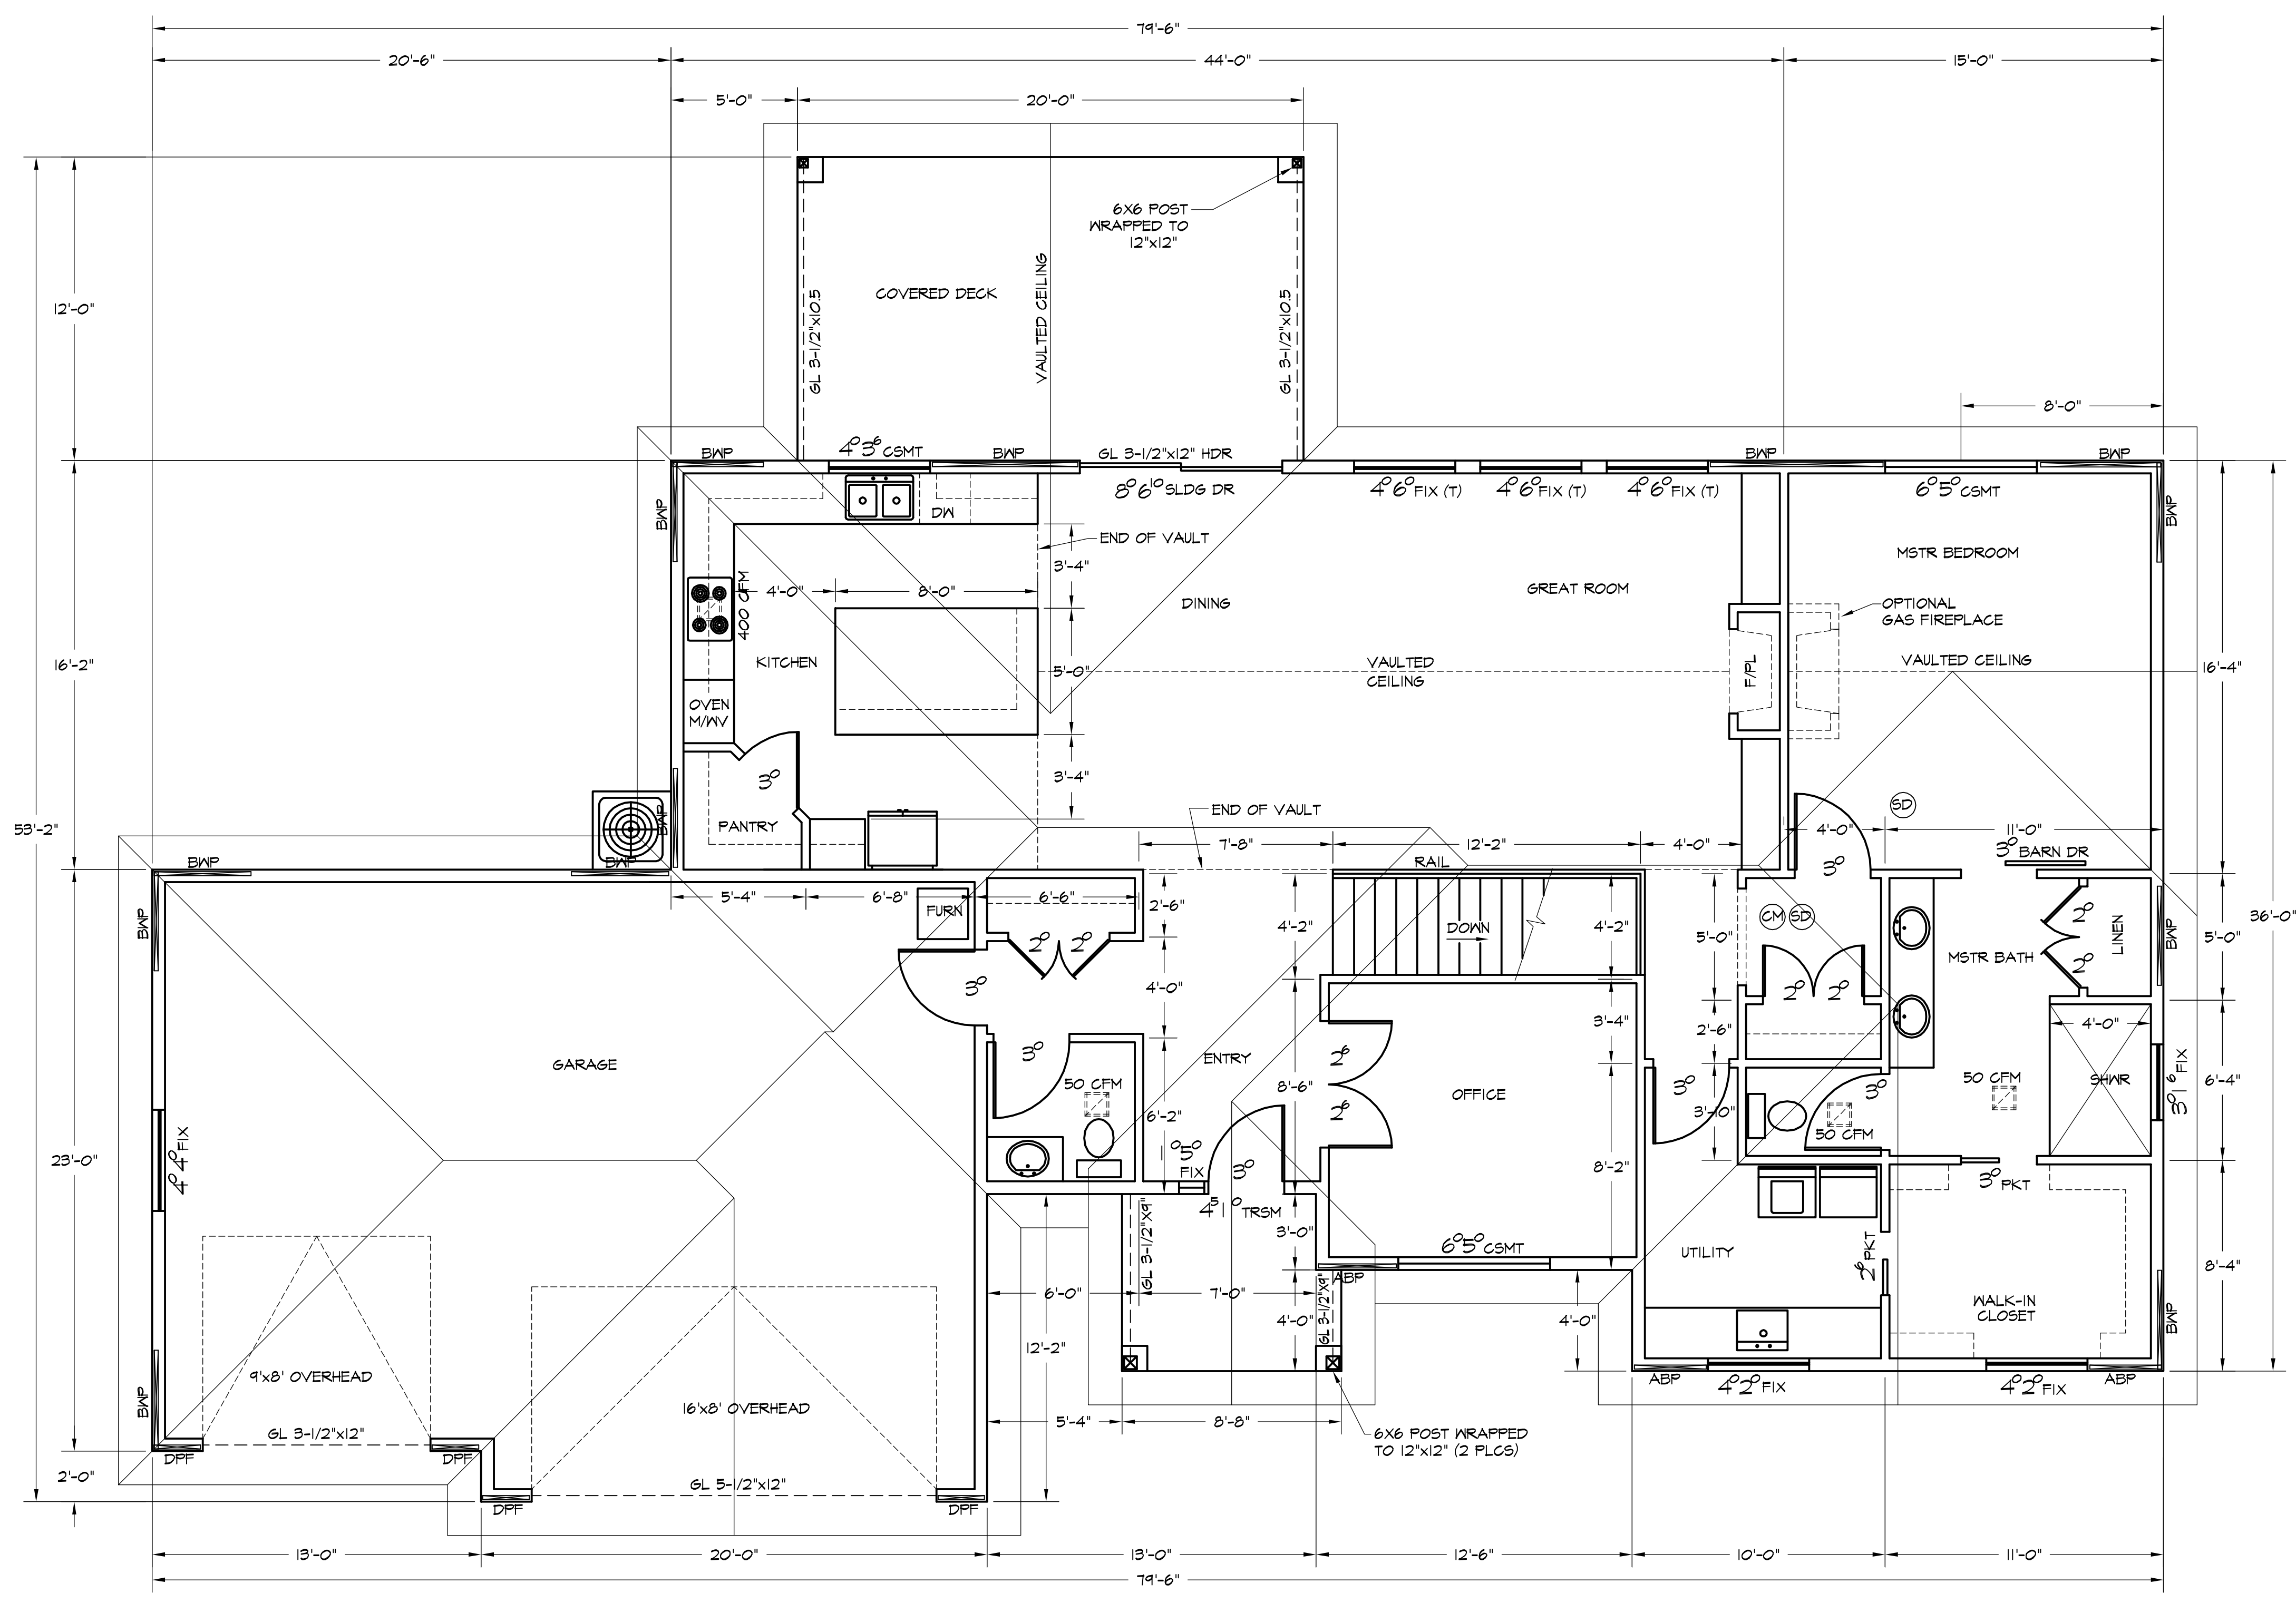 79'-6"
20'-6"
44'-0"
15'-0"
5'-0"
20'-0"
6X6 POST
WRAPPED TO
12"x12"
COVERED DECK
VAULTED CEILING
GL 3-1/2"x10.5
GL 3-1/2"x10.5
12'-0"
8'-0"
BWP
4⁰3⁶ CSMT
BWP
GL 3-1/2"x12" HDR
BWP
BWP
8⁰6¹⁰ SLDG DR
4⁰6⁰ FIX (T)
4⁰6⁰ FIX (T)
4⁰6⁰ FIX (T)
6⁰5⁰ CSMT
BWP
BWP
DW
END OF VAULT
MSTR BEDROOM
3'-4"
400 CFM
4'-0"
8'-0"
DINING
GREAT ROOM
OPTIONAL
GAS FIREPLACE
KITCHEN
5'-0"
VAULTED
CEILING
F/PL
VAULTED CEILING
16'-2"
16'-4"
OVEN
M/WV
3⁰
3'-4"
PANTRY
END OF VAULT
SD
BWP
53'-2"
7'-8"
12'-2"
4'-0"
4'-0"
11'-0"
BWP
BWP
RAIL
3⁰
3⁰ BARN DR
5'-4"
6'-8"
6'-6"
2'-6"
FURN
BWP
4'-2"
DOWN
4'-2"
CM
SD
5'-0"
2⁰
LINEN
BWP
5'-0"
36'-0"
2⁰
2⁰
MSTR BATH
2⁰
3⁰
4'-0"
2⁰
2⁰
3'-4"
2'-6"
4'-0"
GARAGE
3⁰
ENTRY
2⁶
50 CFM
8'-6"
OFFICE
3⁰
3⁰
50 CFM
SHWR
3⁰1⁶ FIX
6'-4"
6'-2"
2⁶
3'-10"
50 CFM
23'-0"
4⁰4⁰ FIX
1⁰5⁰
FIX
3⁰
8'-2"
3⁰ PKT
4⁵1⁰ TRSM
GL 3-1/2"x9"
3'-0"
6⁰5⁰ CSMT
UTILITY
2⁶ PKT
8'-4"
ABP
6'-0"
7'-0"
GL 3-1/2"x9"
4'-0"
4'-0"
WALK-IN
CLOSET
BWP
12'-2"
9'x8' OVERHEAD
BWP
ABP
4⁰2⁰ FIX
4⁰2⁰ FIX
ABP
16'x8' OVERHEAD
5'-4"
8'-8"
6X6 POST WRAPPED
TO 12"x12" (2 PLCS)
GL 3-1/2"x12"
DPF
DPF
2'-0"
GL 5-1/2"x12"
DPF
DPF
13'-0"
20'-0"
13'-0"
12'-6"
10'-0"
11'-0"
79'-6"